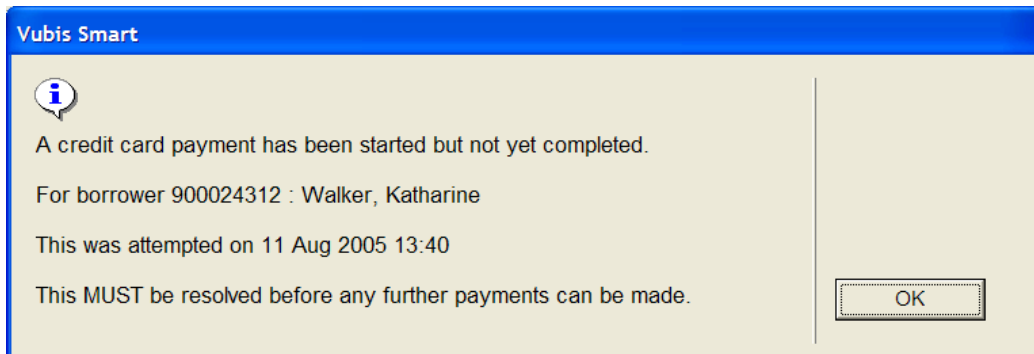 Vubis Smart
A credit card payment has been started but not yet completed.
For borrower 900024312 : Walker, Katharine
This was attempted on 11 Aug 2005 13:40
This MUST be resolved before any further payments can be made.
OK